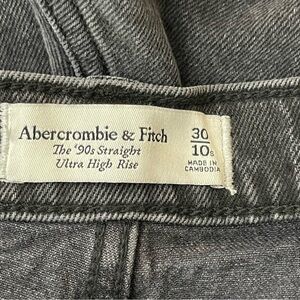 Abercrombie & Fitch
The '90s Straight
Ultra High Rise
30
10s
MADE IN
CAMBODIA